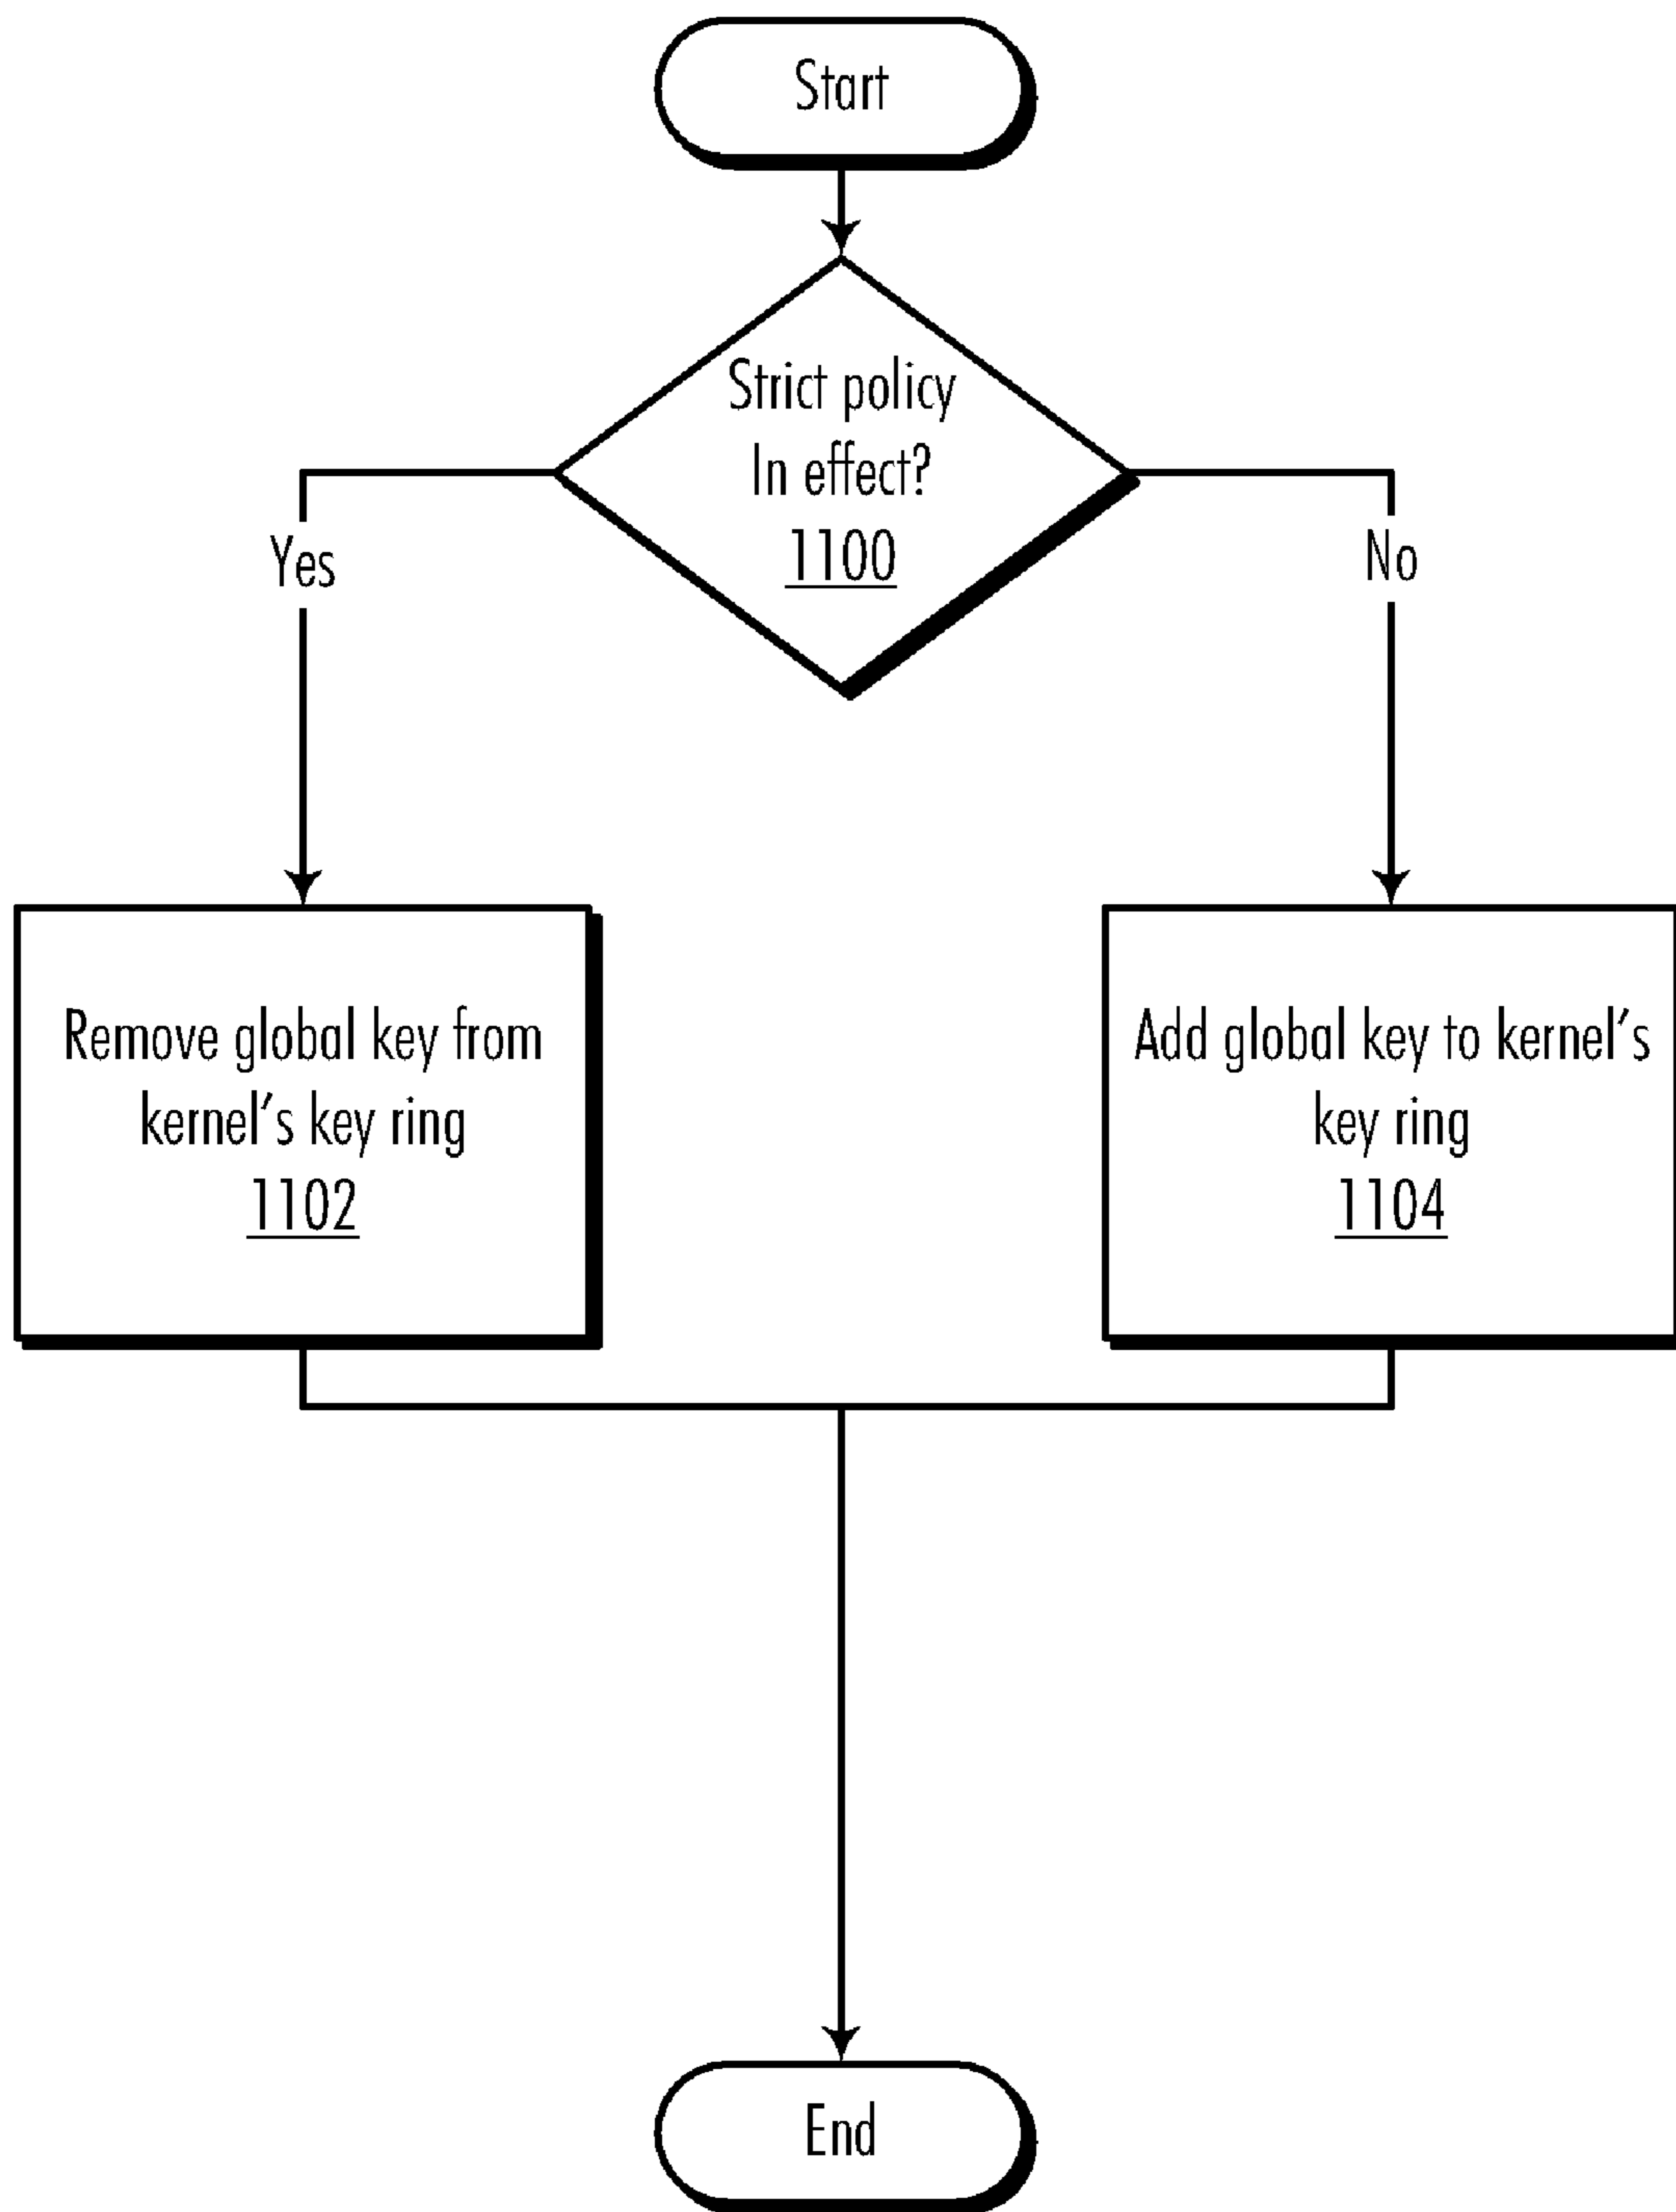 Start
Strict policy
In effect?
1100
Yes
No
Remove global key from
kernel's key ring
1102
Add global key to kernel's
key ring
1104
End